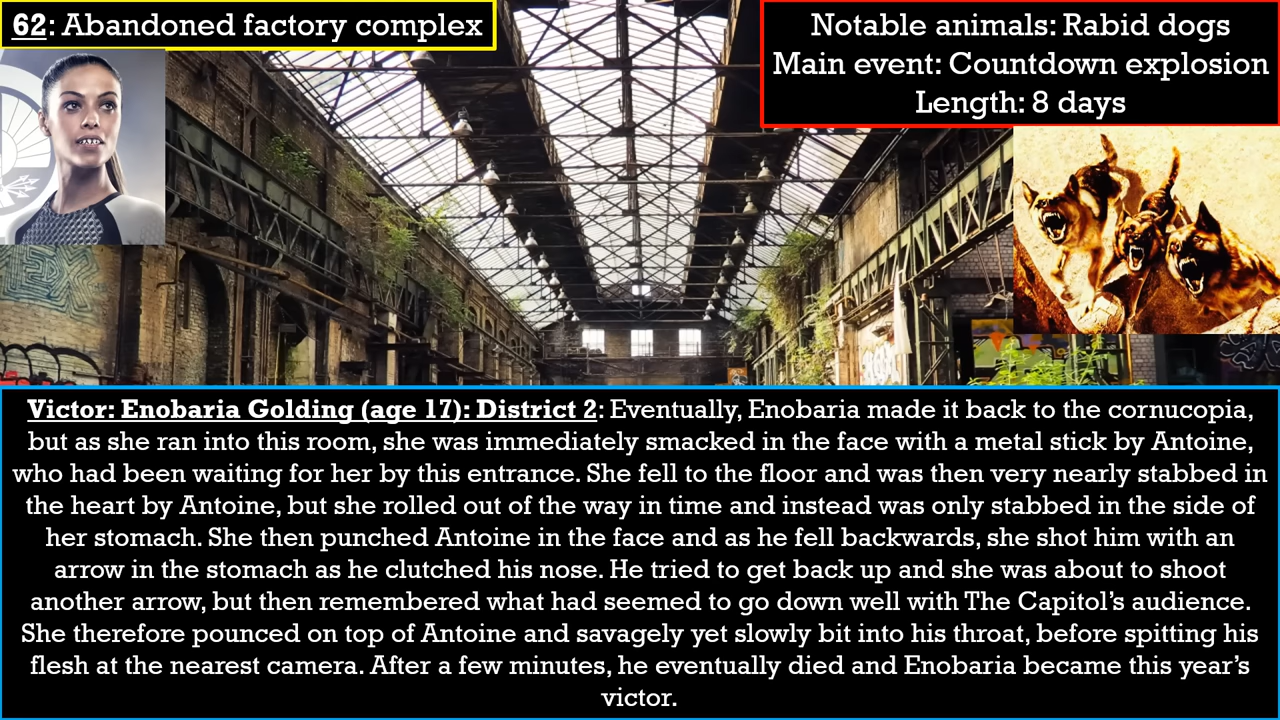 62: Abandoned factory complex
Notable animals: Rabid dogs
Main event: Countdown explosion
Length: 8 days
Victor: Enobaria Golding (age 17): District 2: Eventually, Enobaria made it back to the cornucopia,
but as she ran into this room, she was immediately smacked in the face with a metal stick by Antoine,
who had been waiting for her by this entrance. She fell to the floor and was then very nearly stabbed in
the heart by Antoine, but she rolled out of the way in time and instead was only stabbed in the side of
her stomach. She then punched Antoine in the face and as he fell backwards, she shot him with an
arrow in the stomach as he clutched his nose. He tried to get back up and she was about to shoot
another arrow, but then remembered what had seemed to go down well with The Capitol’s audience.
She therefore pounced on top of Antoine and savagely yet slowly bit into his throat, before spitting his
flesh at the nearest camera. After a few minutes, he eventually died and Enobaria became this year’s
victor.